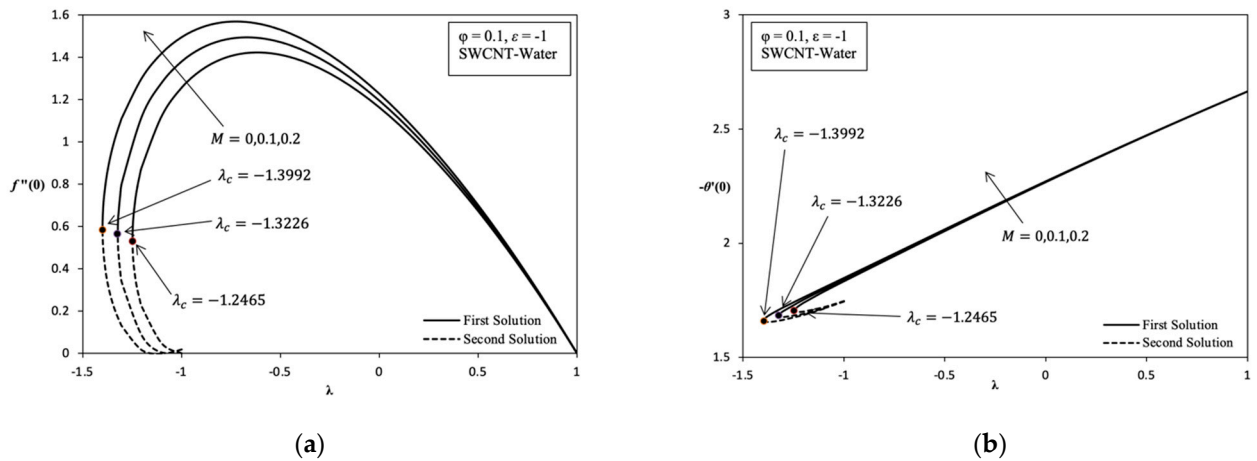 1.6
1.4
1.2
1
0.8
0.6
0.4
0.2
0
f"(0)
φ = 0.1, ε = -1
SWCNT-Water
M = 0,0.1,0.2
λc = −1.3992
λc = −1.3226
λc = −1.2465
First Solution
Second Solution
-1.5 -1 -0.5 0 0.5 1
λ
(a)
3
2.5
2
1.5
-θ'(0)
φ = 0.1, ε = -1
SWCNT-Water
λc = −1.3992
λc = −1.3226
M = 0,0.1,0.2
λc = −1.2465
First Solution
Second Solution
-1.5 -1 -0.5 0 0.5 1
λ
(b)